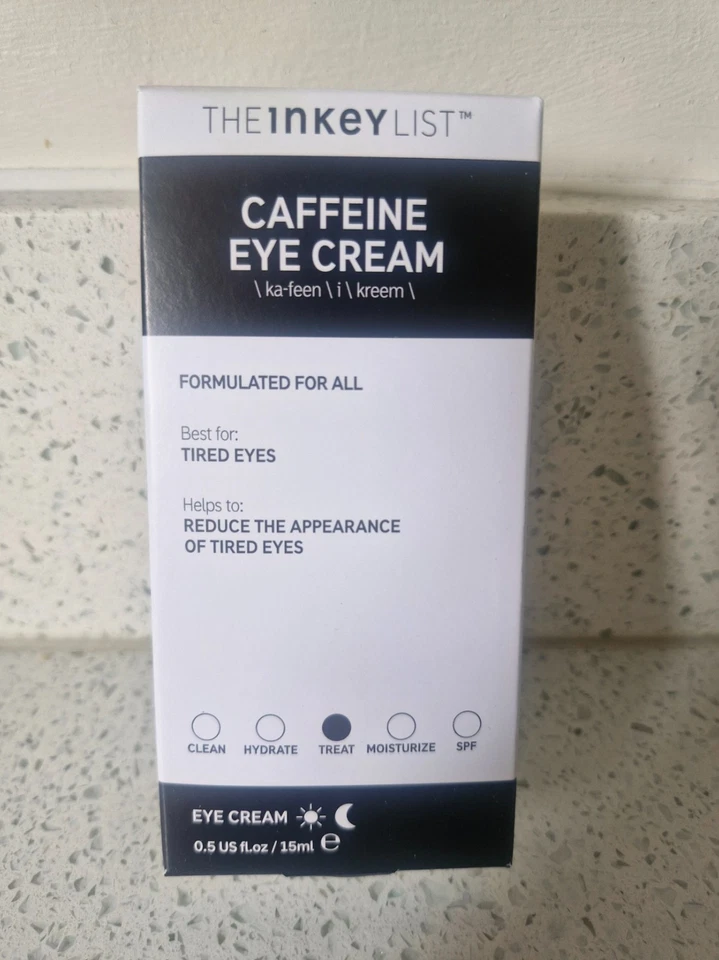 THE INKEY LIST™
CAFFEINE
EYE CREAM
\ ka-feen \ i \ kreem \
FORMULATED FOR ALL
Best for:
TIRED EYES
Helps to:
REDUCE THE APPEARANCE
OF TIRED EYES
CLEAN HYDRATE TREAT MOISTURIZE SPF
EYE CREAM
0.5 US fl.oz / 15ml ℮